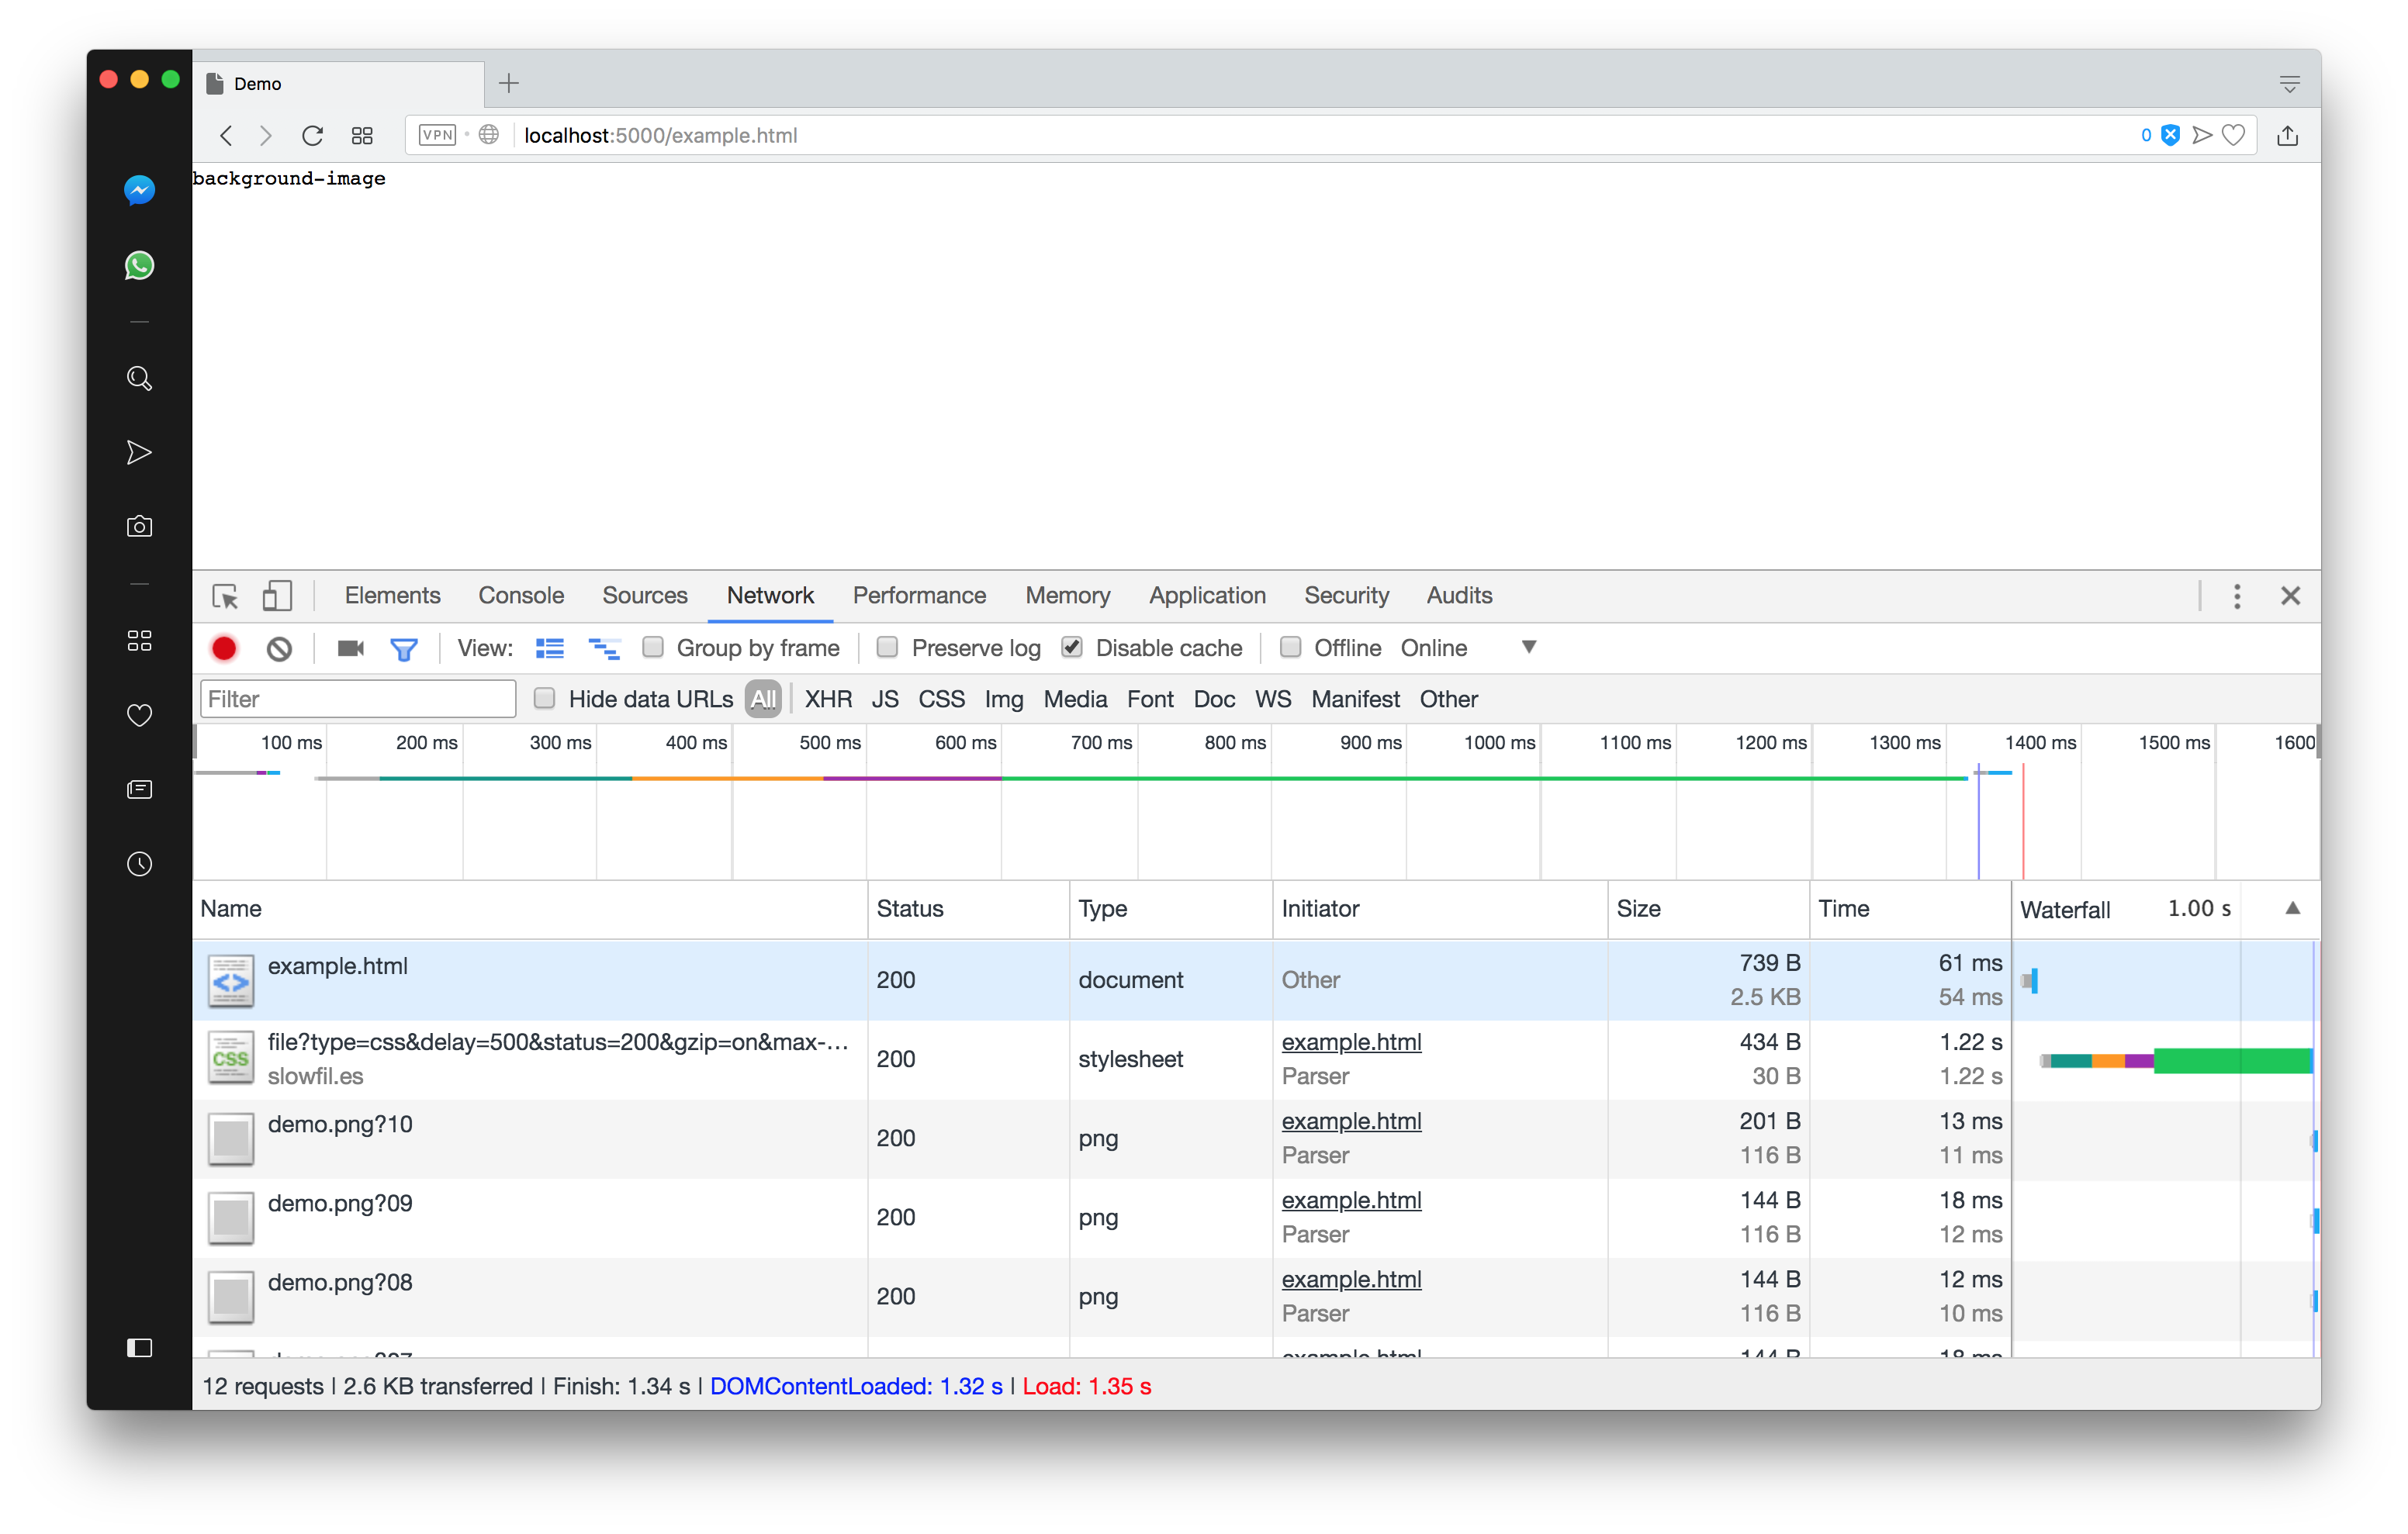 Demo
VPN localhost:5000/example.html 0
background-image
Elements Console Sources Network Performance Memory Application Security Audits
View: Group by frame Preserve log Disable cache Offline Online
Filter Hide data URLs All XHR JS CSS Img Media Font Doc WS Manifest Other
100 ms 200 ms 300 ms 400 ms 500 ms 600 ms 700 ms 800 ms 900 ms 1000 ms 1100 ms 1200 ms 1300 ms 1400 ms 1500 ms 1600
Name Status Type Initiator Size Time Waterfall 1.00 s
example.html 200 document Other 739 B 61 ms
2.5 KB 54 ms
file?type=css&delay=500&status=200&gzip=on&max-... 200 stylesheet example.html 434 B 1.22 s
CSS slowfil.es Parser 30 B 1.22 s
demo.png?10 200 png example.html 201 B 13 ms
Parser 116 B 11 ms
demo.png?09 200 png example.html 144 B 18 ms
Parser 116 B 12 ms
demo.png?08 200 png example.html 144 B 12 ms
Parser 116 B 10 ms
12 requests | 2.6 KB transferred | Finish: 1.34 s | DOMContentLoaded: 1.32 s | Load: 1.35 s